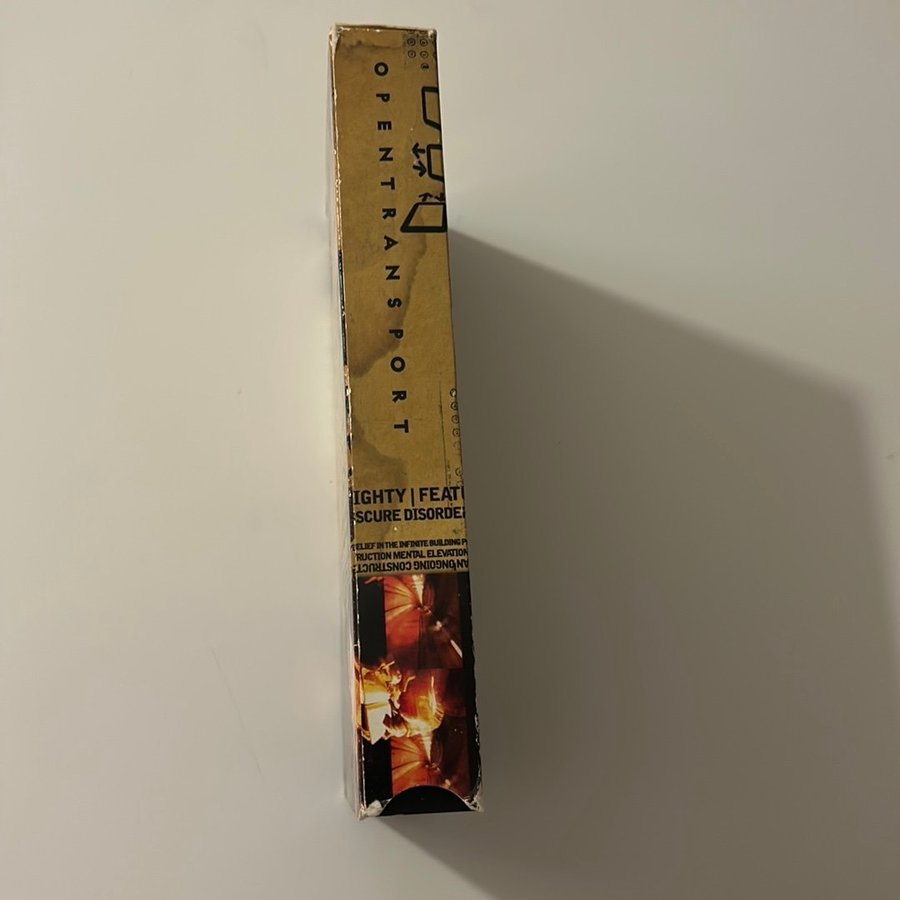 OPENTRANSPORT
IGHTY | FEATU
SCURE DISORDE
ELIEF IN THE INFINITE BUILDING P
TRUCTION MENTAL ELEVATION
AN ONGOING CONSTRUCT